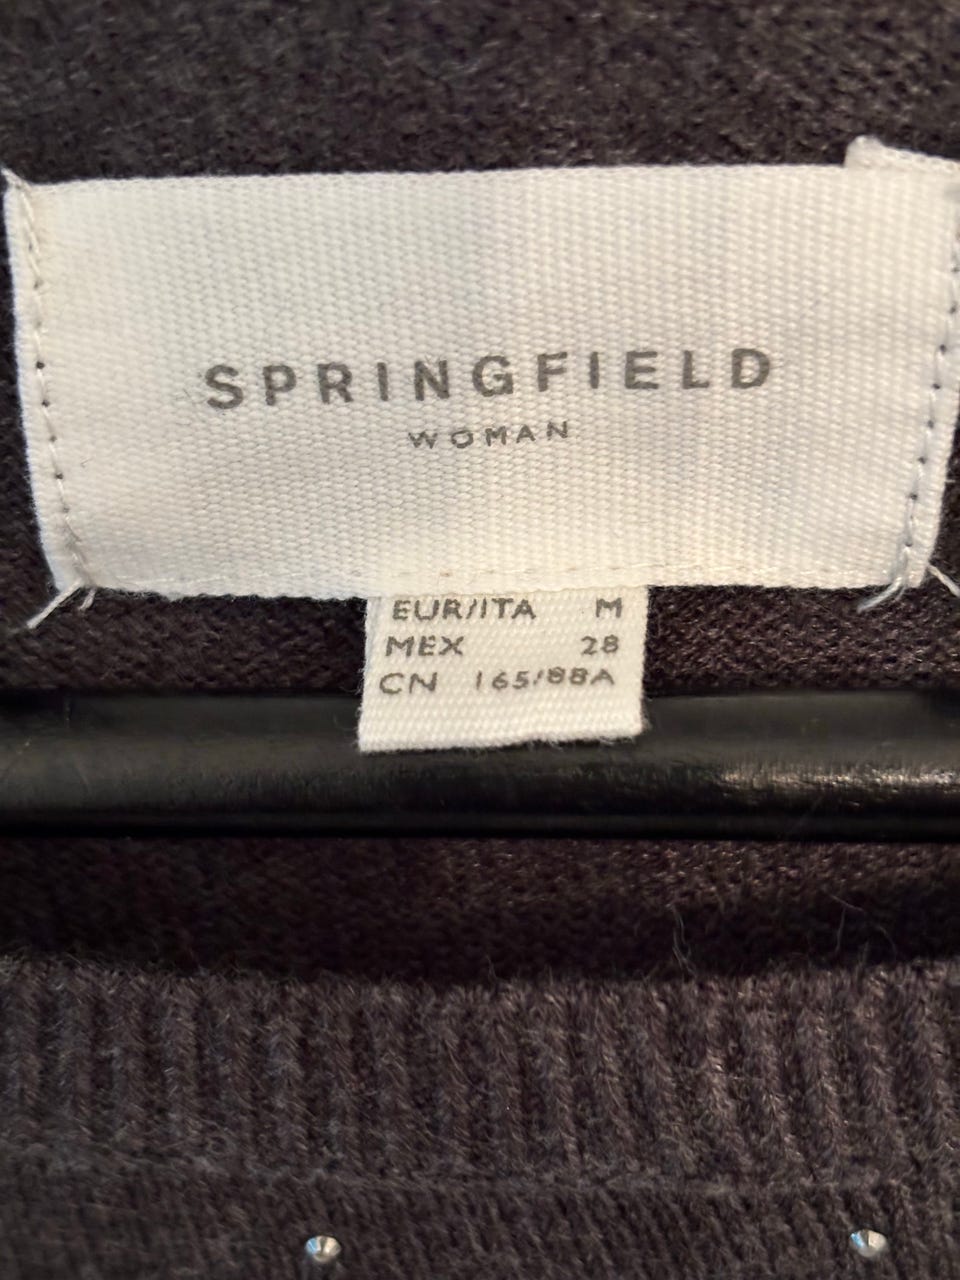 SPRINGFIELD
WOMAN
EUR/ITA M
MEX 28
CN 165/88A